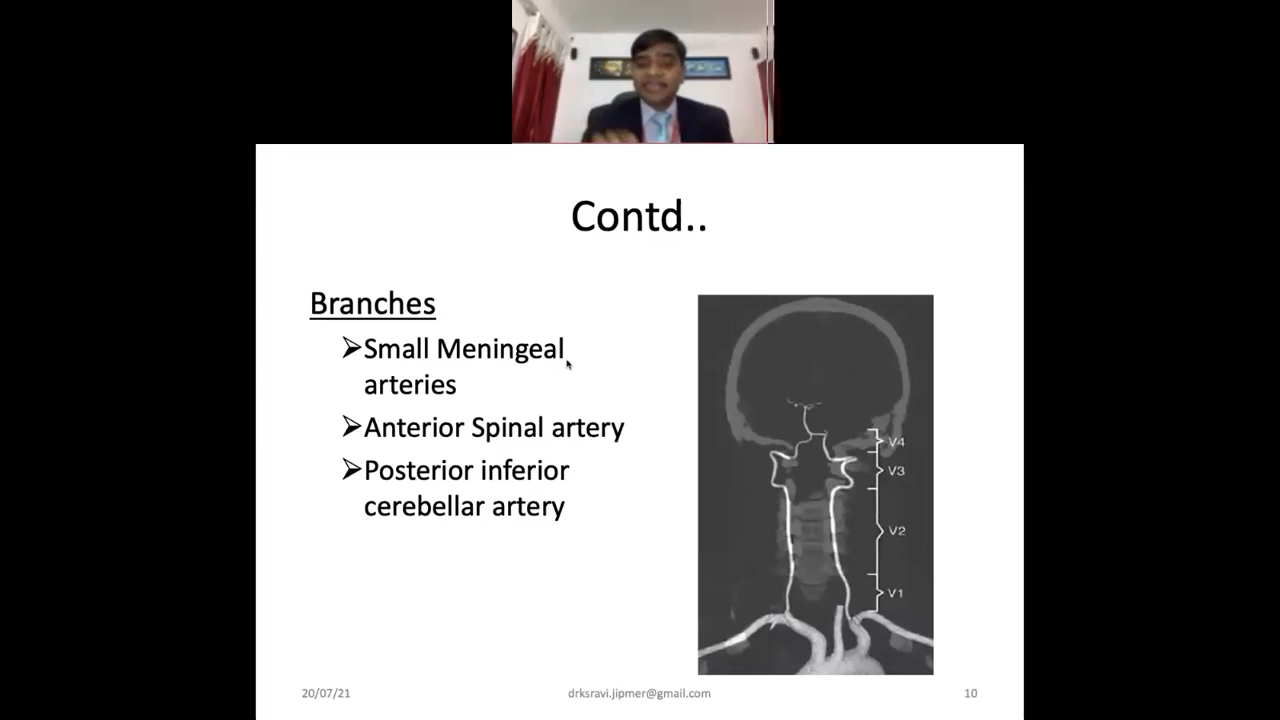 Contd..
Branches
➢Small Meningeal
arteries
➢Anterior Spinal artery
➢Posterior inferior
cerebellar artery
V4
V3
V2
V1
20/07/21
drksravi.jipmer@gmail.com
10